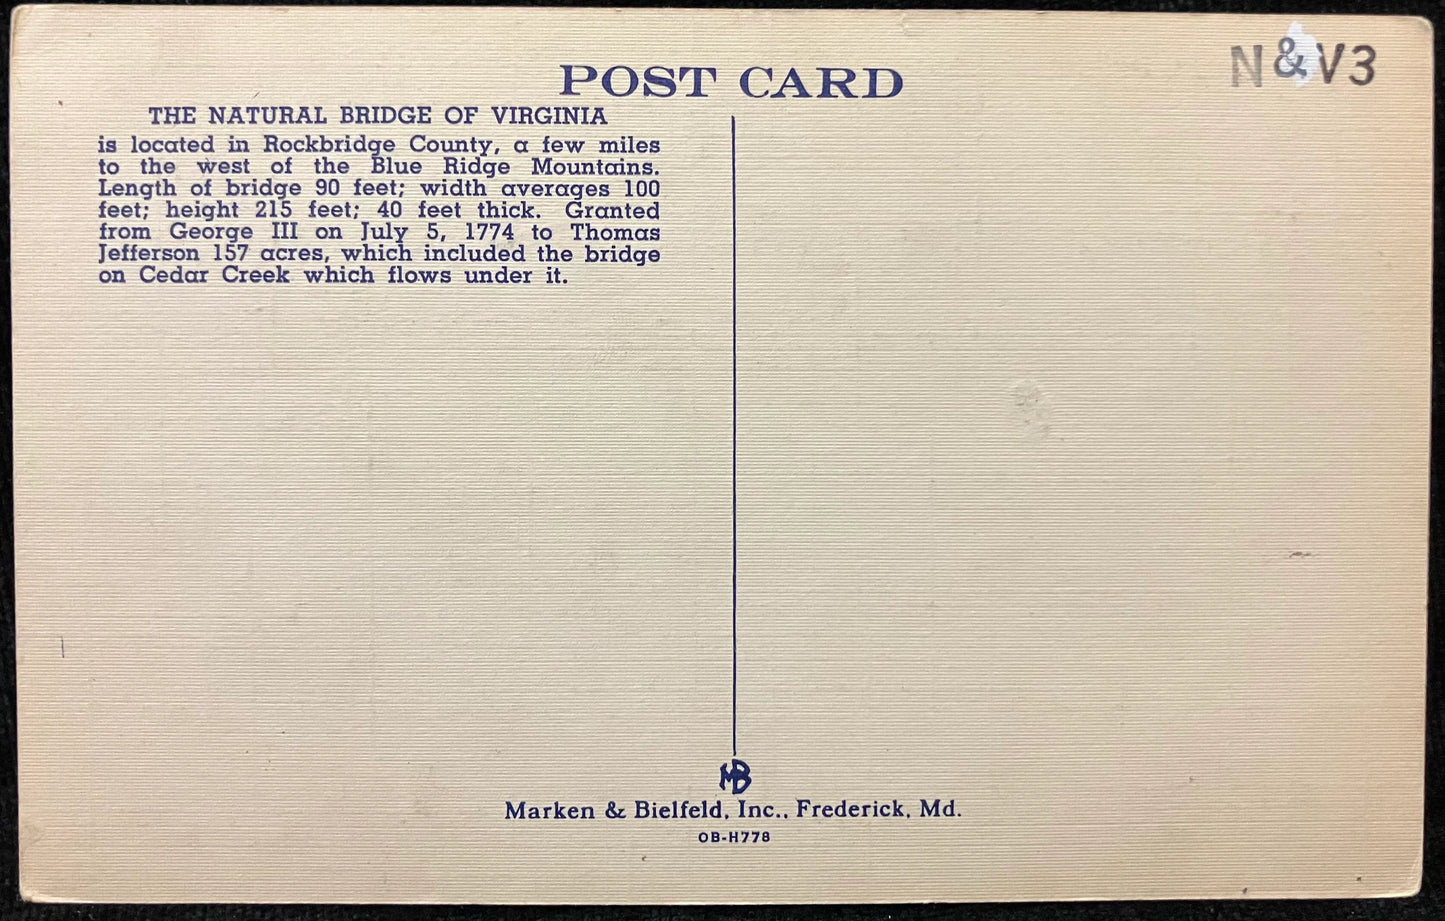 POST CARD
N & V3
THE NATURAL BRIDGE OF VIRGINIA
is located in Rockbridge County, a few miles
to the west of the Blue Ridge Mountains.
Length of bridge 90 feet; width averages 100
feet; height 215 feet; 40 feet thick. Granted
from George III on July 5, 1774 to Thomas
Jefferson 157 acres, which included the bridge
on Cedar Creek which flows under it.
MB
Marken & Bielfeld, Inc., Frederick, Md.
OB-H778